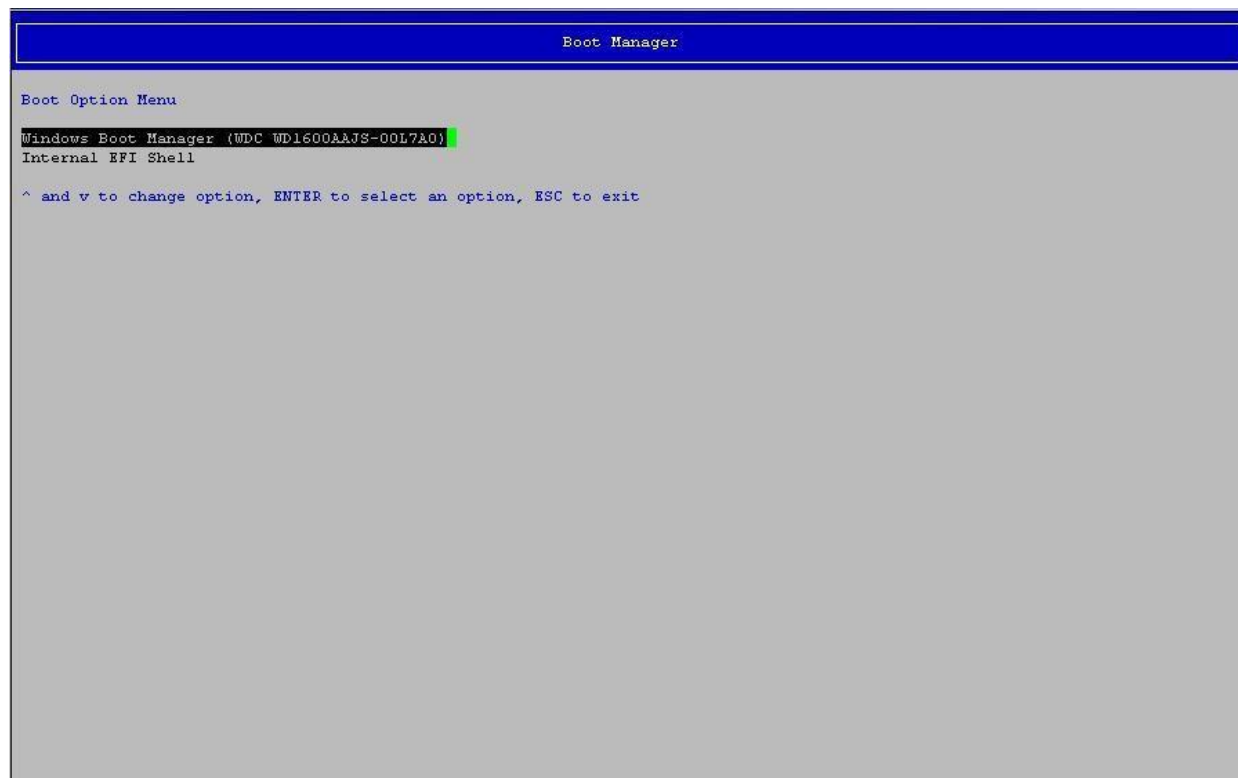 Boot Manager
Boot Option Menu
Windows Boot Manager (WDC WD1600AAJS-00L7A0)
Internal EFI Shell
^ and v to change option, ENTER to select an option, ESC to exit